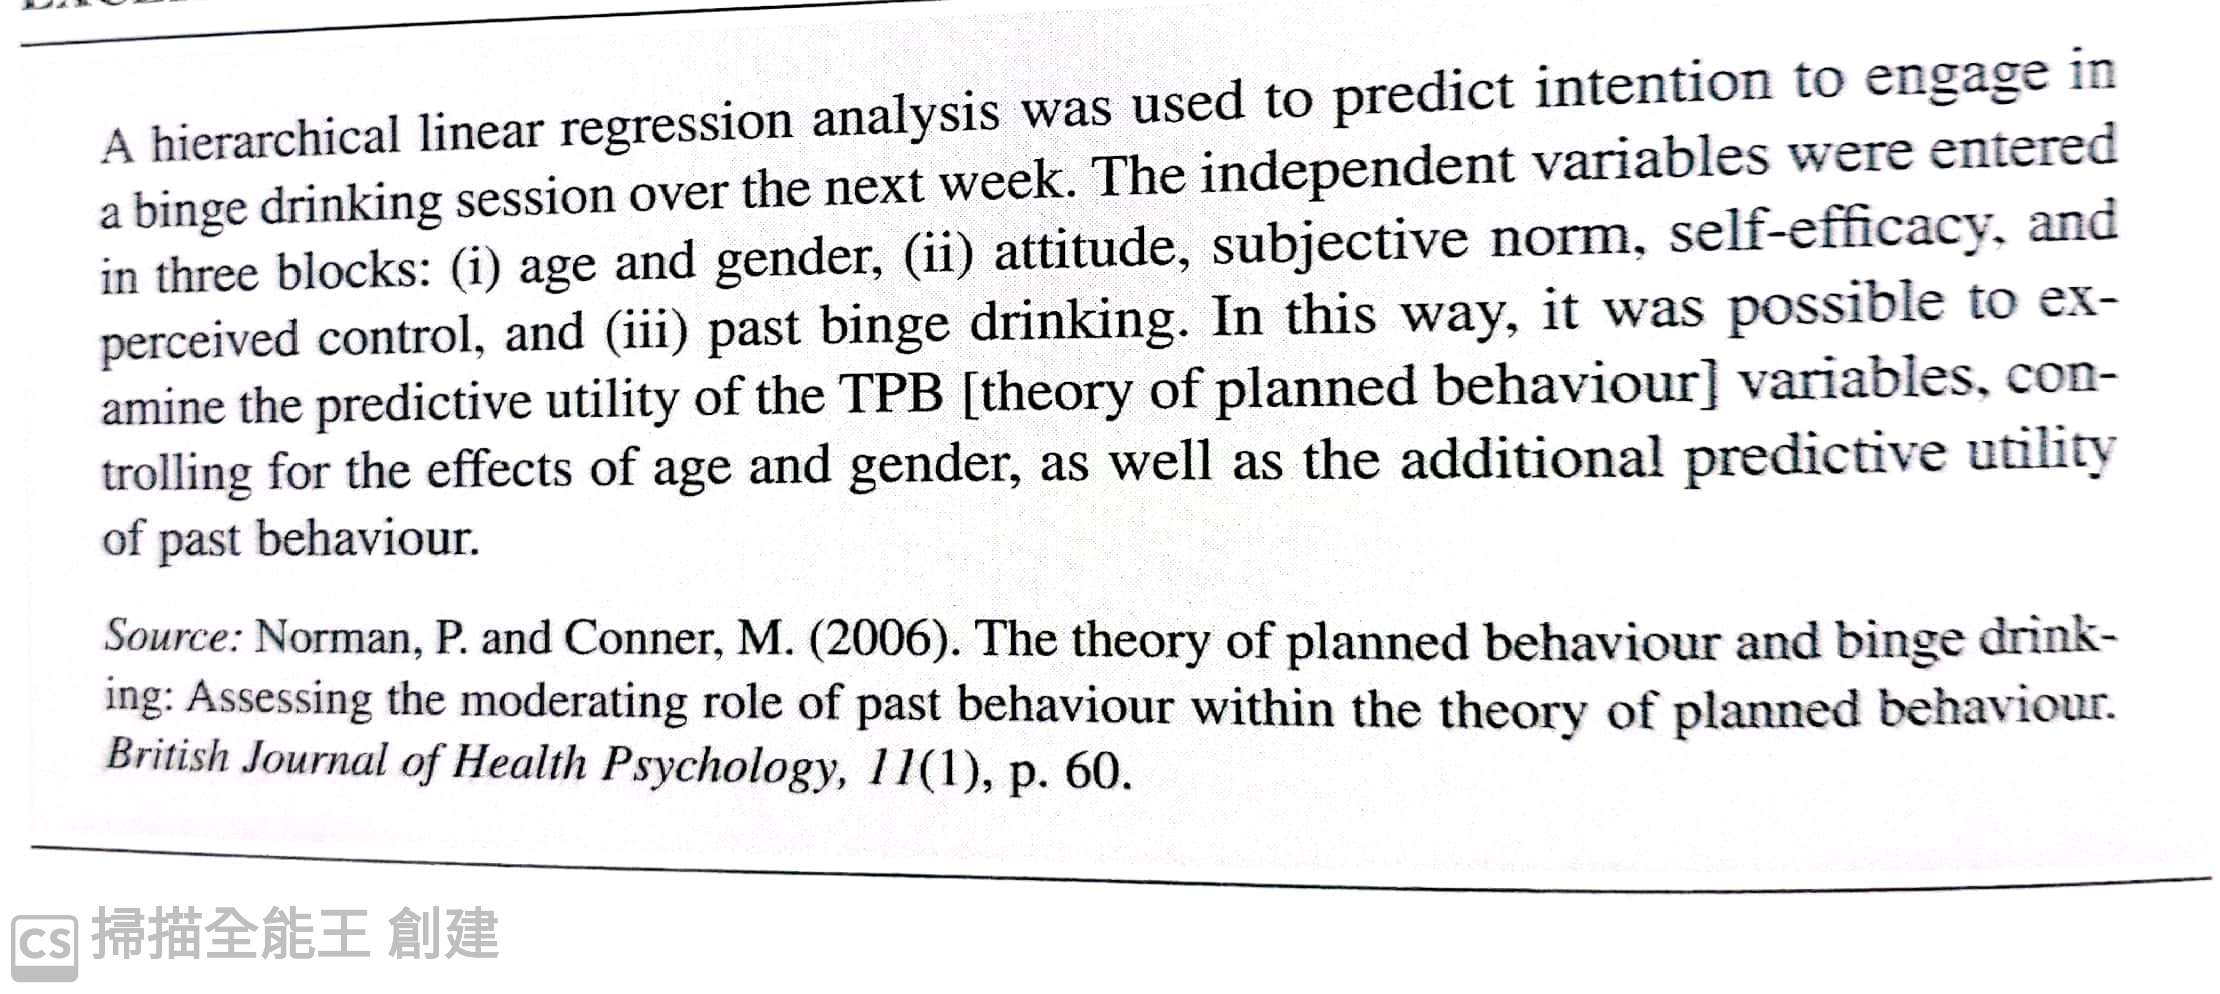 A hierarchical linear regression analysis was used to predict intention to engage in
a binge drinking session over the next week. The independent variables were entered
in three blocks: (i) age and gender, (ii) attitude, subjective norm, self-efficacy, and
perceived control, and (iii) past binge drinking. In this way, it was possible to ex-
amine the predictive utility of the TPB [theory of planned behaviour] variables, con-
trolling for the effects of age and gender, as well as the additional predictive utility
of past behaviour.
Source: Norman, P. and Conner, M. (2006). The theory of planned behaviour and binge drink-
ing: Assessing the moderating role of past behaviour within the theory of planned behaviour.
British Journal of Health Psychology, 11(1), p. 60.
CS 掃描全能王 創建